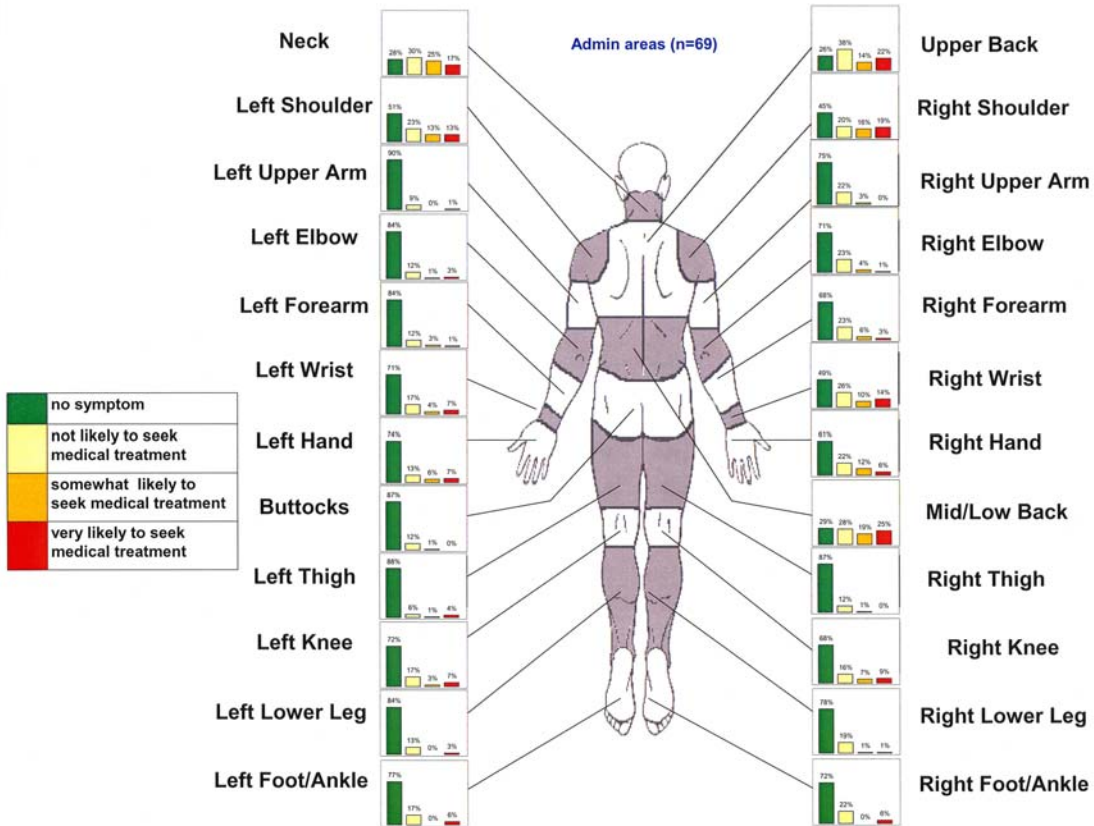 Admin areas (n=69)
Neck
28% 30% 25% 17%
Left Shoulder
51% 23% 13% 13%
Left Upper Arm
90% 9% 0% 1%
Left Elbow
84% 12% 1% 3%
Left Forearm
84% 12% 3% 1%
Left Wrist
71% 17% 4% 7%
Left Hand
74% 13% 6% 7%
Buttocks
87% 12% 1% 0%
Left Thigh
88% 6% 1% 4%
Left Knee
72% 17% 3% 7%
Left Lower Leg
84% 13% 0% 3%
Left Foot/Ankle
77% 17% 0% 6%
no symptom
not likely to seek
medical treatment
somewhat likely to
seek medical treatment
very likely to seek
medical treatment
Upper Back
26% 38% 14% 22%
Right Shoulder
45% 20% 16% 19%
Right Upper Arm
75% 22% 3% 0%
Right Elbow
71% 23% 4% 1%
Right Forearm
68% 23% 6% 3%
Right Wrist
49% 26% 10% 14%
Right Hand
61% 22% 12% 6%
Mid/Low Back
29% 28% 19% 25%
Right Thigh
87% 12% 1% 0%
Right Knee
68% 16% 7% 9%
Right Lower Leg
78% 19% 1% 1%
Right Foot/Ankle
72% 22% 0% 6%